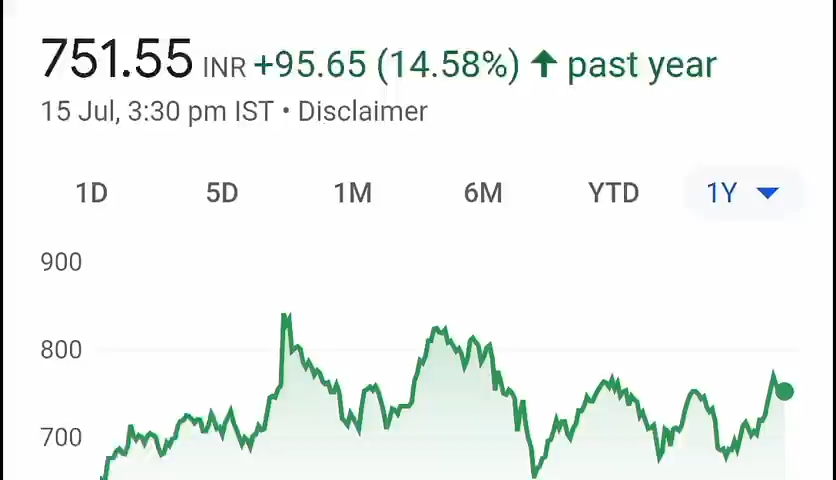 751.55 INR +95.65 (14.58%) ↑ past year
15 Jul, 3:30 pm IST • Disclaimer
1D 5D 1M 6M YTD 1Y
900
800
700